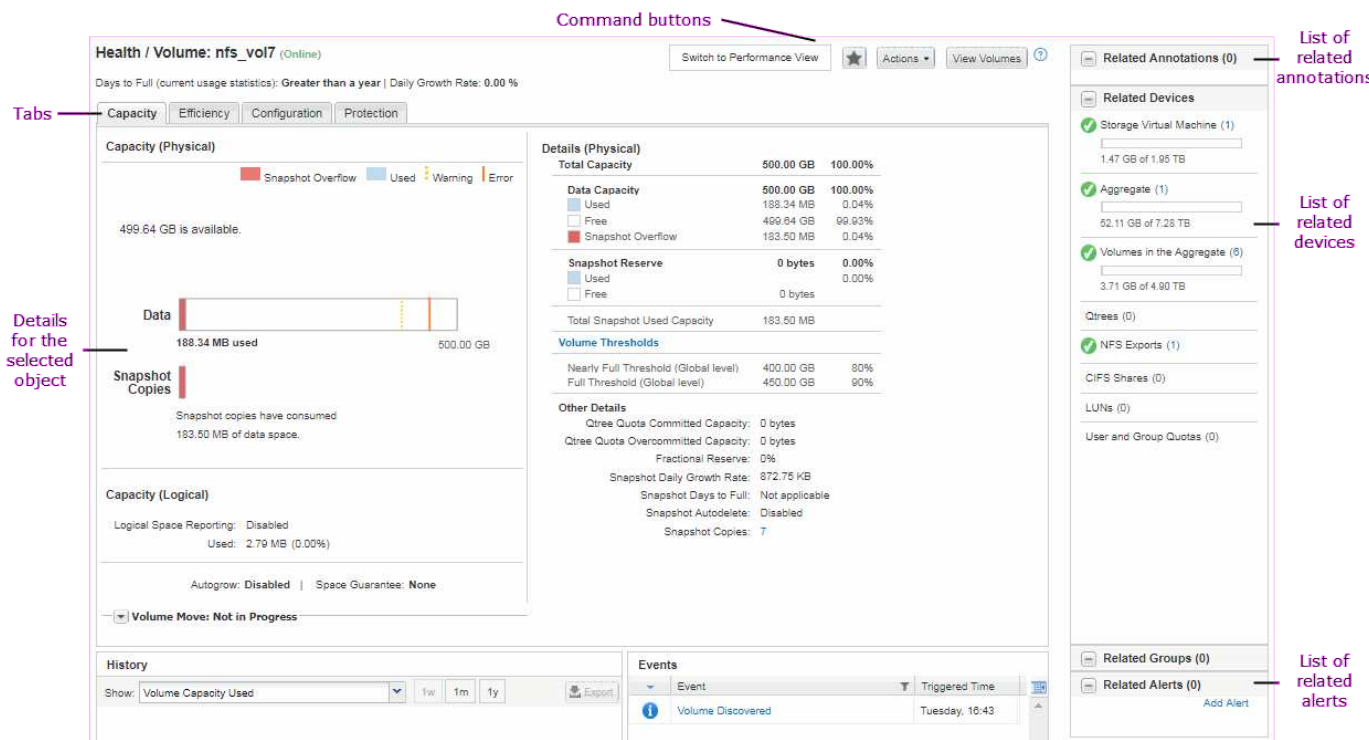 Command buttons
List of
related
annotations
Health / Volume: nfs_vol7 (Online)
Switch to Performance View
Actions
View Volumes
?
Days to Full (current usage statistics): Greater than a year | Daily Growth Rate: 0.00 %
Tabs
Capacity
Efficiency
Configuration
Protection
Capacity (Physical)
Snapshot Overflow
Used
Warning
Error
499.64 GB is available.
Details
for the
selected
object
Data
188.34 MB used
500.00 GB
Snapshot
Copies
Snapshot copies have consumed
183.50 MB of data space.
Capacity (Logical)
Logical Space Reporting: Disabled
Used: 2.79 MB (0.00%)
Autogrow: Disabled | Space Guarantee: None
Volume Move: Not in Progress
Details (Physical)
Total Capacity 500.00 GB 100.00%
Data Capacity 500.00 GB 100.00%
Used 188.34 MB 0.04%
Free 499.64 GB 99.93%
Snapshot Overflow 183.50 MB 0.04%
Snapshot Reserve 0 bytes 0.00%
Used 0.00%
Free 0 bytes
Total Snapshot Used Capacity 183.50 MB
Volume Thresholds
Nearly Full Threshold (Global level) 400.00 GB 80%
Full Threshold (Global level) 450.00 GB 90%
Other Details
Qtree Quota Committed Capacity: 0 bytes
Qtree Quota Overcommitted Capacity: 0 bytes
Fractional Reserve: 0%
Snapshot Daily Growth Rate: 872.75 KB
Snapshot Days to Full: Not applicable
Snapshot Autodelete: Disabled
Snapshot Copies: 7
Related Annotations (0)
Related Devices
Storage Virtual Machine (1)
1.47 GB of 1.95 TB
Aggregate (1)
52.11 GB of 7.28 TB
Volumes in the Aggregate (6)
3.71 GB of 4.90 TB
Qtrees (0)
NFS Exports (1)
CIFS Shares (0)
LUNs (0)
User and Group Quotas (0)
List of
related
devices
Related Groups (0)
Related Alerts (0)
Add Alert
List of
related
alerts
History
Show: Volume Capacity Used
1w
1m
1y
Export
Events
Event
Triggered Time
Volume Discovered
Tuesday, 16:43